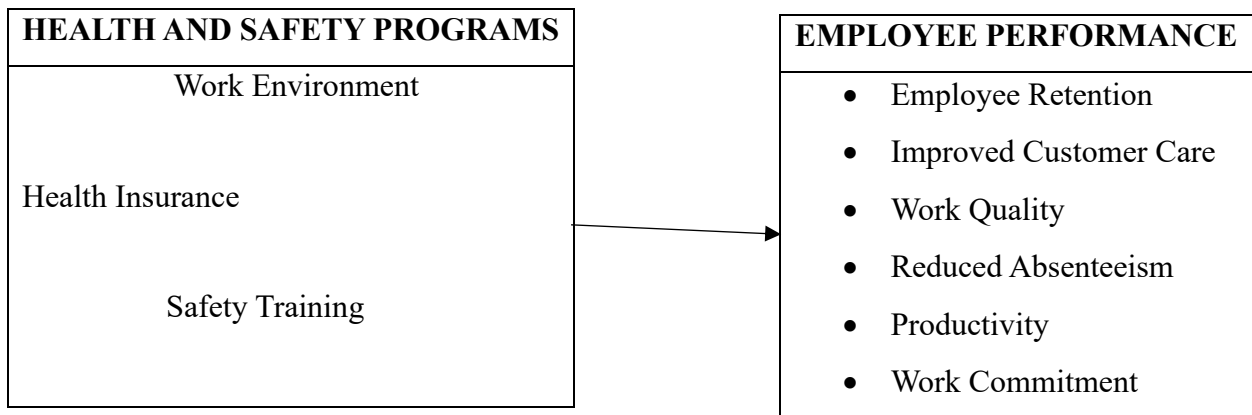 HEALTH AND SAFETY PROGRAMS
Work Environment
Health Insurance
Safety Training
EMPLOYEE PERFORMANCE
• Employee Retention
• Improved Customer Care
• Work Quality
• Reduced Absenteeism
• Productivity
• Work Commitment